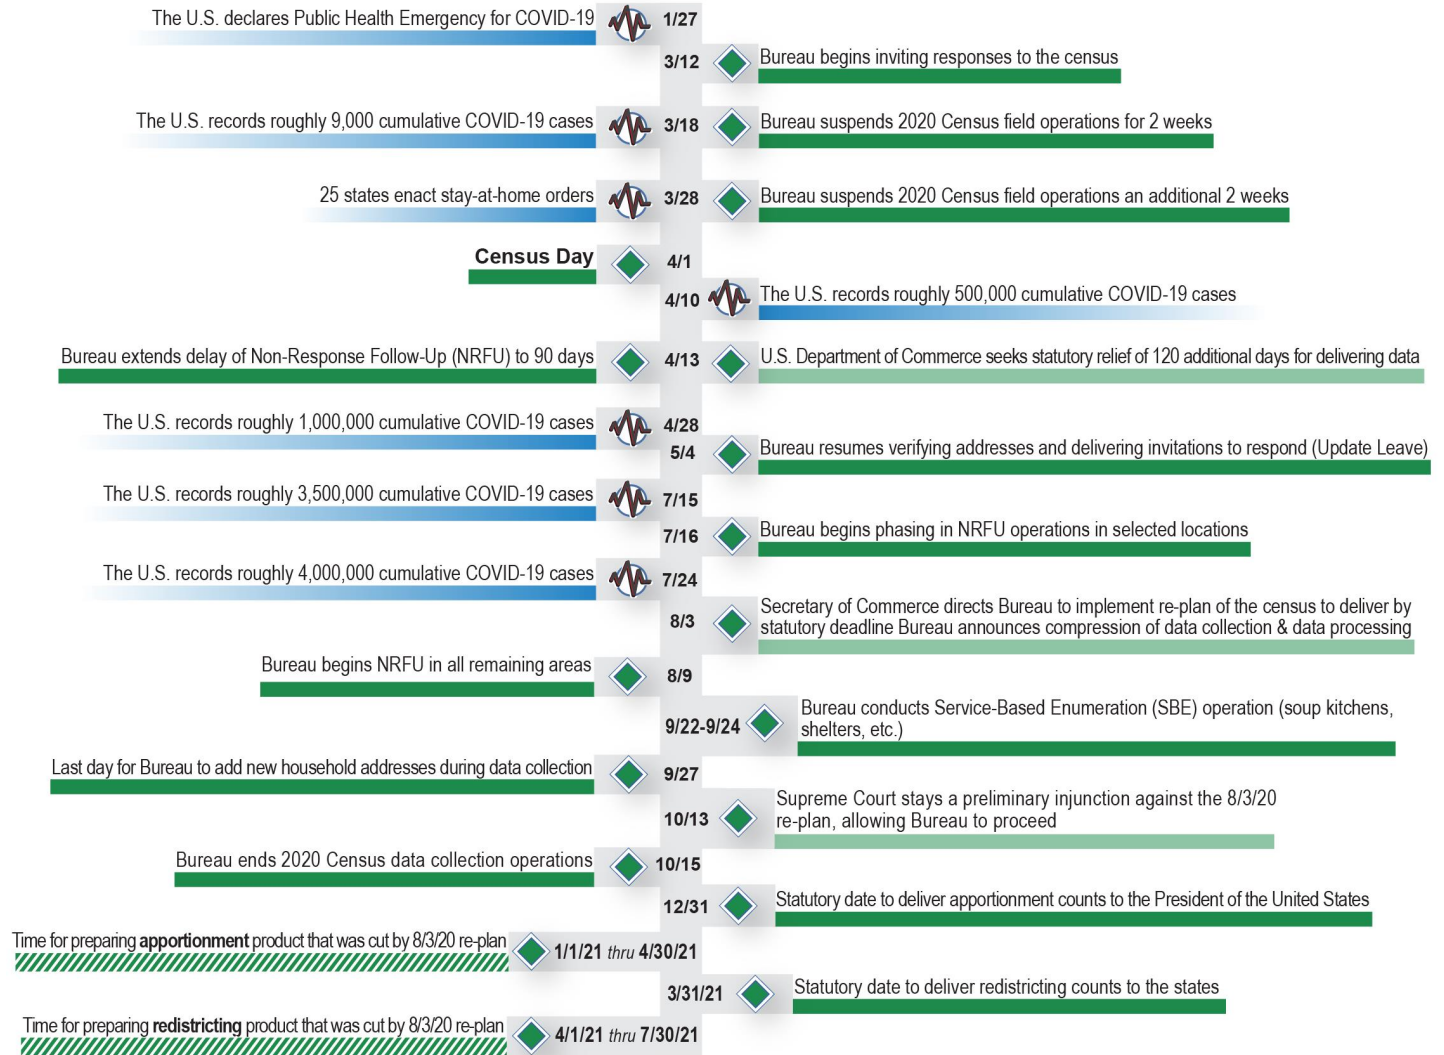 The U.S. declares Public Health Emergency for COVID-19
1/27
3/12
Bureau begins inviting responses to the census
The U.S. records roughly 9,000 cumulative COVID-19 cases
3/18
Bureau suspends 2020 Census field operations for 2 weeks
25 states enact stay-at-home orders
3/28
Bureau suspends 2020 Census field operations an additional 2 weeks
Census Day
4/1
4/10
The U.S. records roughly 500,000 cumulative COVID-19 cases
Bureau extends delay of Non-Response Follow-Up (NRFU) to 90 days
4/13
U.S. Department of Commerce seeks statutory relief of 120 additional days for delivering data
The U.S. records roughly 1,000,000 cumulative COVID-19 cases
4/28
5/4
Bureau resumes verifying addresses and delivering invitations to respond (Update Leave)
The U.S. records roughly 3,500,000 cumulative COVID-19 cases
7/15
7/16
Bureau begins phasing in NRFU operations in selected locations
The U.S. records roughly 4,000,000 cumulative COVID-19 cases
7/24
8/3
Secretary of Commerce directs Bureau to implement re-plan of the census to deliver by
statutory deadline Bureau announces compression of data collection & data processing
Bureau begins NRFU in all remaining areas
8/9
9/22-9/24
Bureau conducts Service-Based Enumeration (SBE) operation (soup kitchens,
shelters, etc.)
Last day for Bureau to add new household addresses during data collection
9/27
10/13
Supreme Court stays a preliminary injunction against the 8/3/20
re-plan, allowing Bureau to proceed
Bureau ends 2020 Census data collection operations
10/15
12/31
Statutory date to deliver apportionment counts to the President of the United States
Time for preparing apportionment product that was cut by 8/3/20 re-plan
1/1/21 thru 4/30/21
3/31/21
Statutory date to deliver redistricting counts to the states
Time for preparing redistricting product that was cut by 8/3/20 re-plan
4/1/21 thru 7/30/21